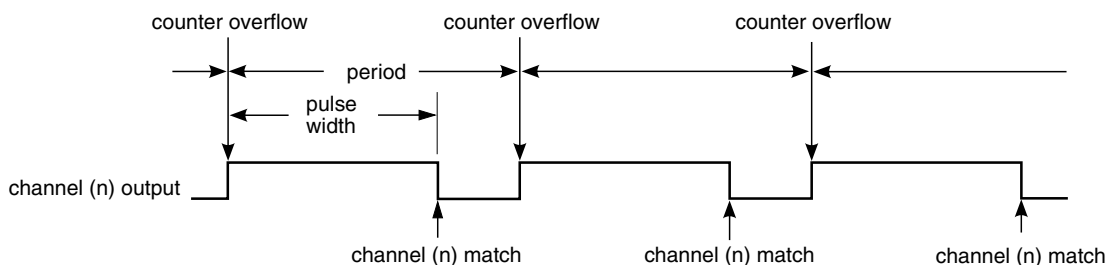 counter overflow
counter overflow
counter overflow
period
pulse
width
channel (n) output
channel (n) match
channel (n) match
channel (n) match